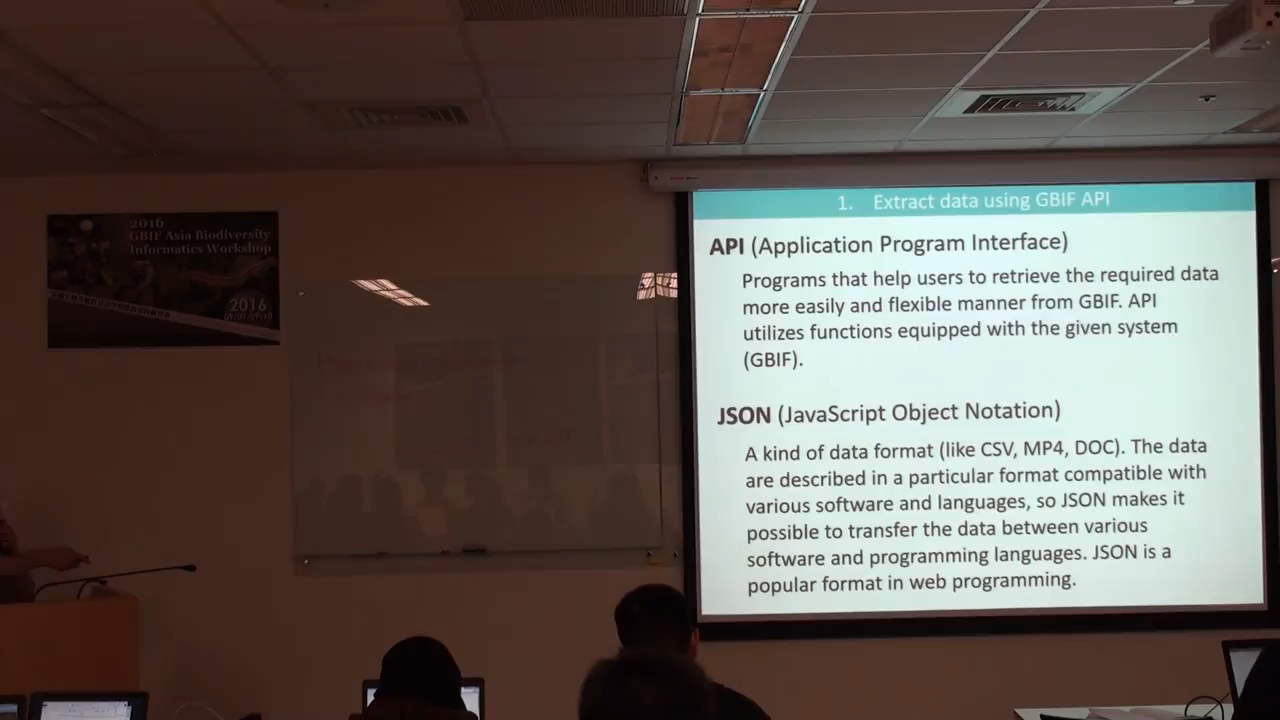 2016
GBIF Asia Biodiversity
Informatics Workshop
2016
1. Extract data using GBIF API
API (Application Program Interface)
Programs that help users to retrieve the required data
more easily and flexible manner from GBIF. API
utilizes functions equipped with the given system
(GBIF).
JSON (JavaScript Object Notation)
A kind of data format (like CSV, MP4, DOC). The data
are described in a particular format compatible with
various software and languages, so JSON makes it
possible to transfer the data between various
software and programming languages. JSON is a
popular format in web programming.